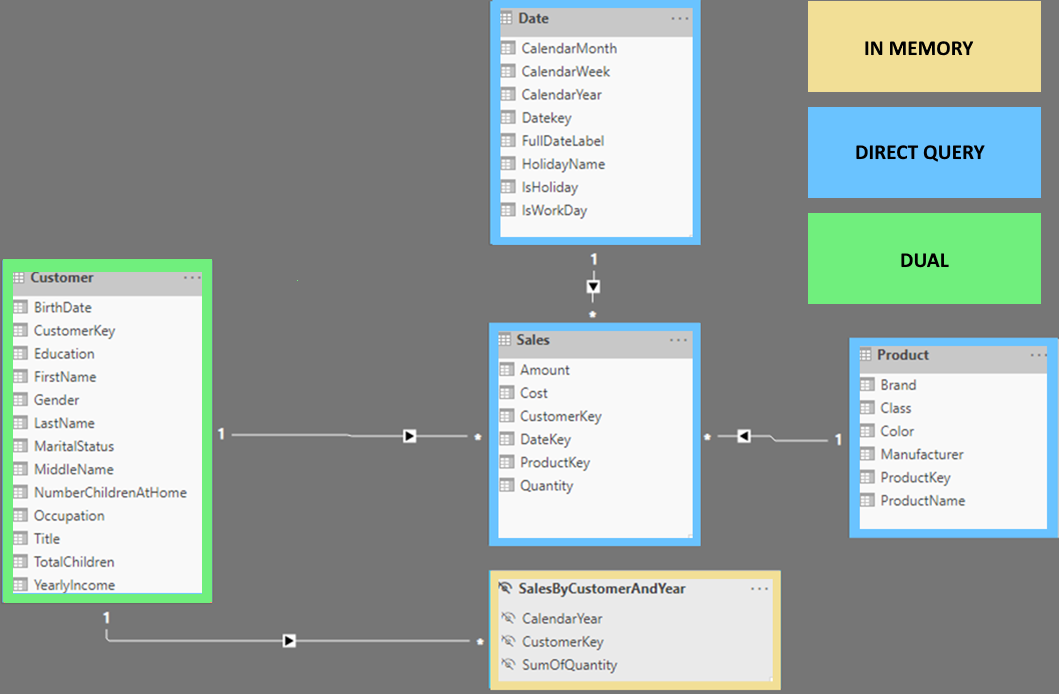 Date
CalendarMonth
CalendarWeek
CalendarYear
Datekey
FullDateLabel
HolidayName
IsHoliday
IsWorkDay
IN MEMORY
DIRECT QUERY
DUAL
1
*
Customer
BirthDate
CustomerKey
Education
FirstName
Gender
LastName
MaritalStatus
MiddleName
NumberChildrenAtHome
Occupation
Title
TotalChildren
YearlyIncome
1
*
Sales
Amount
Cost
CustomerKey
DateKey
ProductKey
Quantity
*
1
Product
Brand
Class
Color
Manufacturer
ProductKey
ProductName
1
*
SalesByCustomerAndYear
CalendarYear
CustomerKey
SumOfQuantity